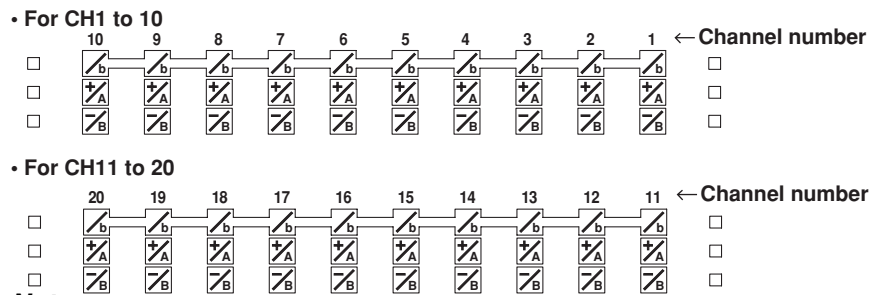 • For CH1 to 10
10 9 8 7 6 5 4 3 2 1 ←Channel number
/b /b /b /b /b /b /b /b /b /b
+/A +/A +/A +/A +/A +/A +/A +/A +/A +/A
−/B −/B −/B −/B −/B −/B −/B −/B −/B −/B
• For CH11 to 20
20 19 18 17 16 15 14 13 12 11 ←Channel number
/b /b /b /b /b /b /b /b /b /b
+/A +/A +/A +/A +/A +/A +/A +/A +/A +/A
−/B −/B −/B −/B −/B −/B −/B −/B −/B −/B